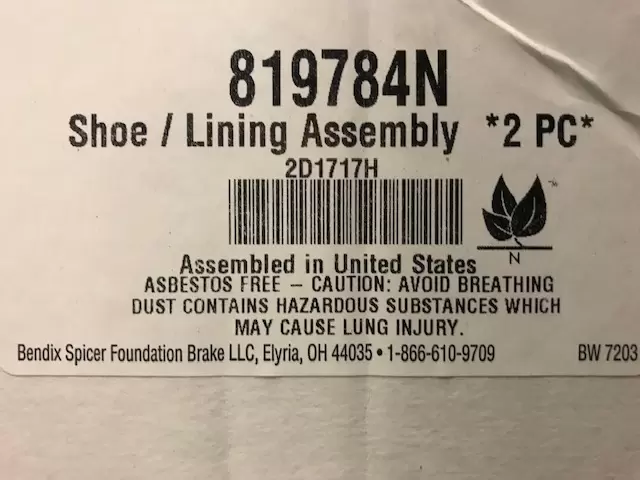 819784N
Shoe / Lining Assembly *2 PC*
2D1717H
™
N
Assembled in United States
ASBESTOS FREE – CAUTION: AVOID BREATHING
DUST CONTAINS HAZARDOUS SUBSTANCES WHICH
MAY CAUSE LUNG INJURY.
Bendix Spicer Foundation Brake LLC, Elyria, OH 44035 • 1-866-610-9709 BW 7203